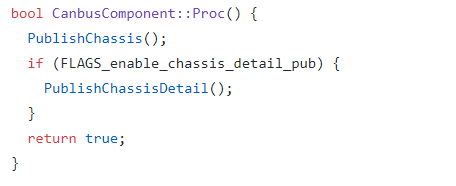 bool CanbusComponent::Proc() {
  PublishChassis();
  if (FLAGS_enable_chassis_detail_pub) {
    PublishChassisDetail();
  }
  return true;
}